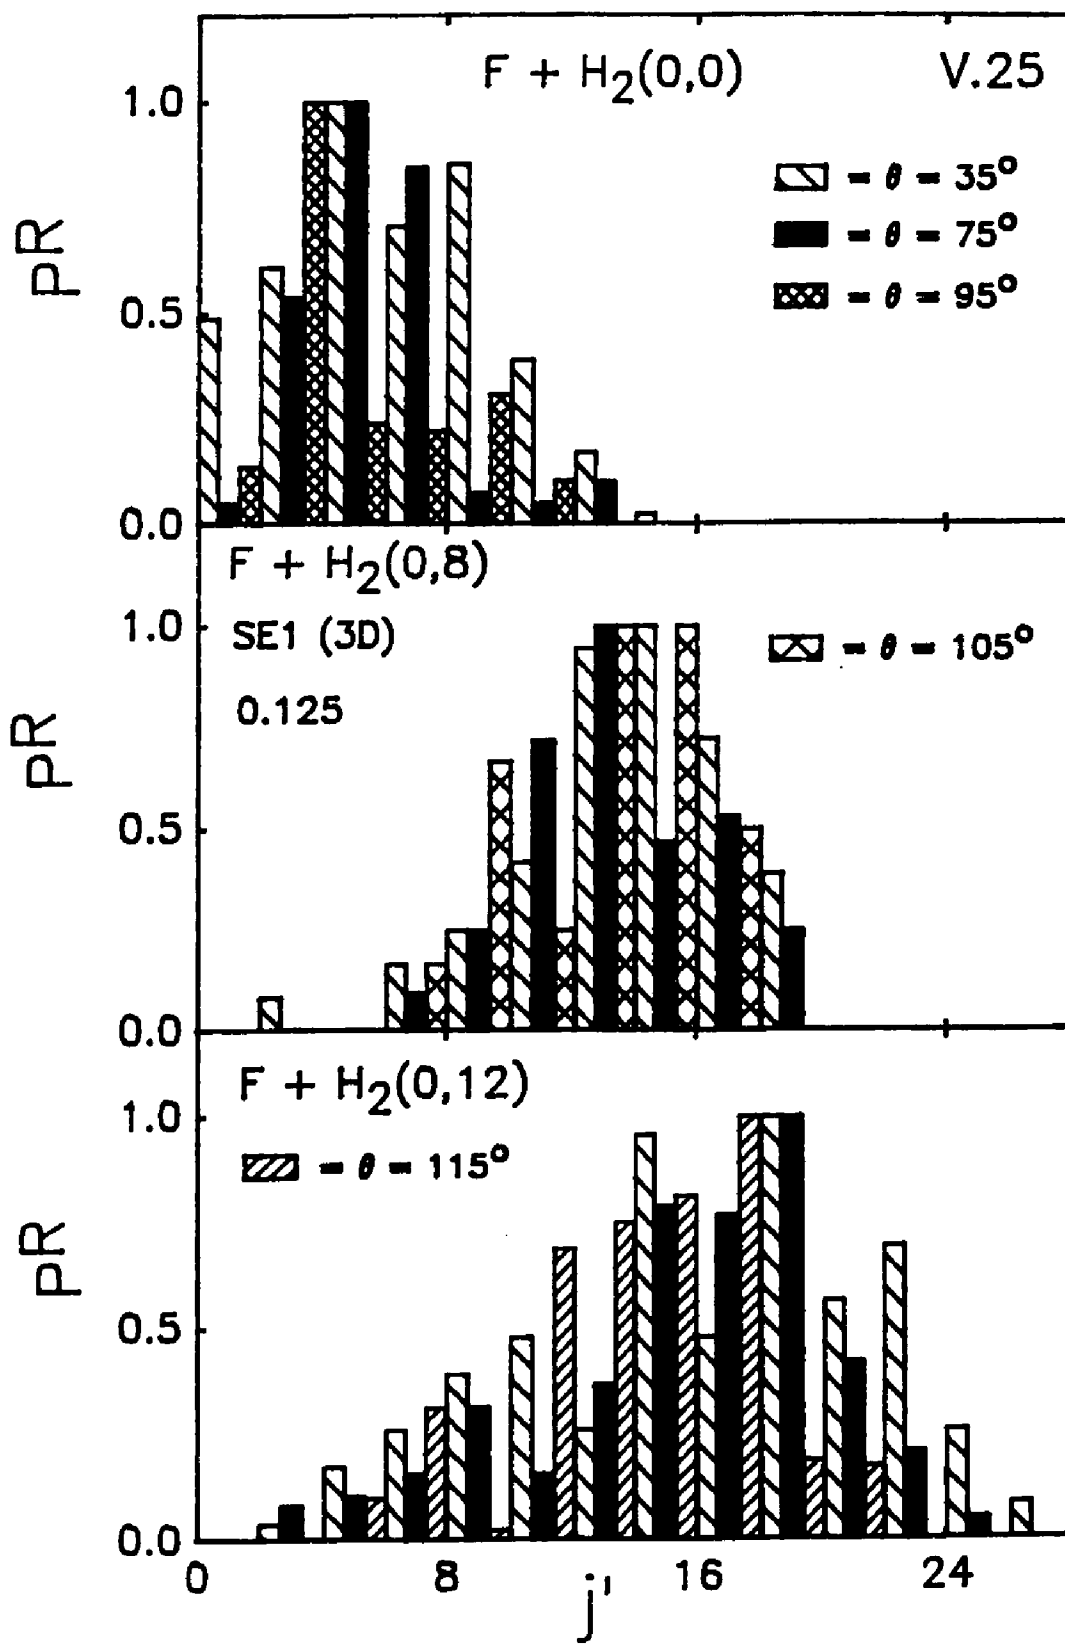 F + H₂(0,0)
V.25
= θ = 35°
= θ = 75°
= θ = 95°
Pᴿ
1.0
0.5
0.0
F + H₂(0,8)
SE1 (3D)
0.125
= θ = 105°
Pᴿ
1.0
0.5
0.0
F + H₂(0,12)
= θ = 115°
Pᴿ
1.0
0.5
0.0
0 8 16 24
j'